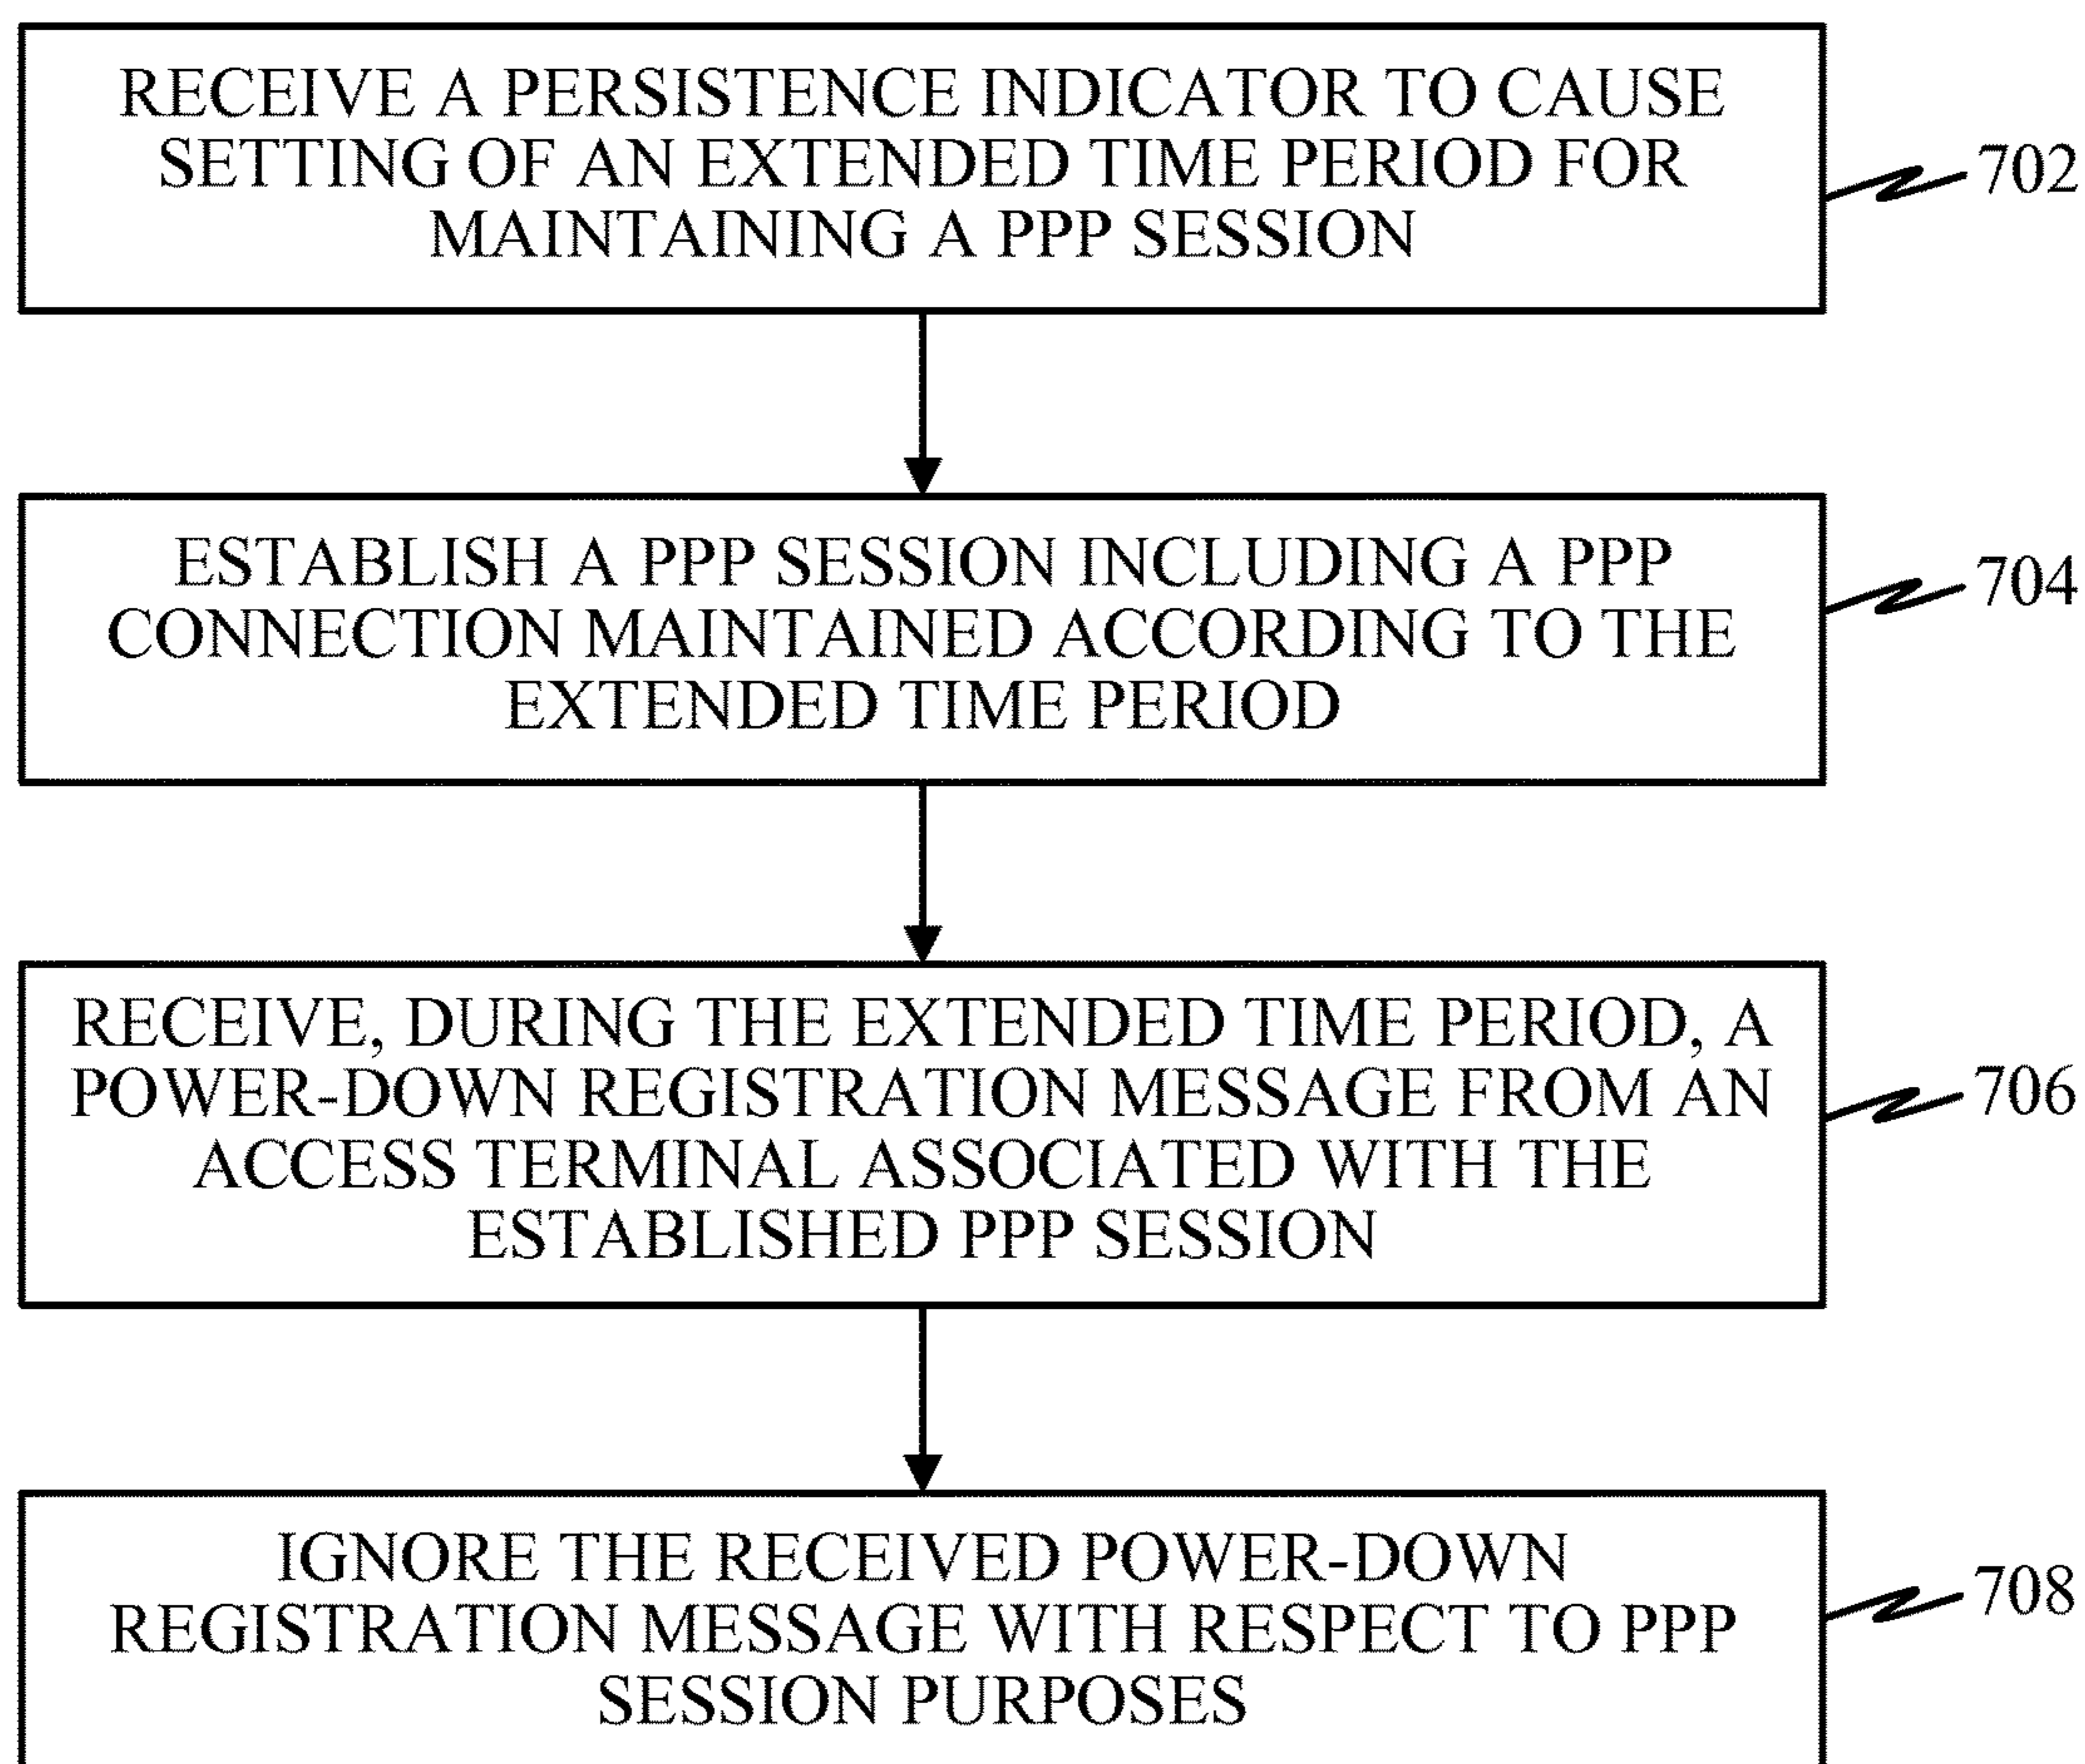 RECEIVE A PERSISTENCE INDICATOR TO CAUSE
SETTING OF AN EXTENDED TIME PERIOD FOR
MAINTAINING A PPP SESSION
702
ESTABLISH A PPP SESSION INCLUDING A PPP
CONNECTION MAINTAINED ACCORDING TO THE
EXTENDED TIME PERIOD
704
RECEIVE, DURING THE EXTENDED TIME PERIOD, A
POWER-DOWN REGISTRATION MESSAGE FROM AN
ACCESS TERMINAL ASSOCIATED WITH THE
ESTABLISHED PPP SESSION
706
IGNORE THE RECEIVED POWER-DOWN
REGISTRATION MESSAGE WITH RESPECT TO PPP
SESSION PURPOSES
708